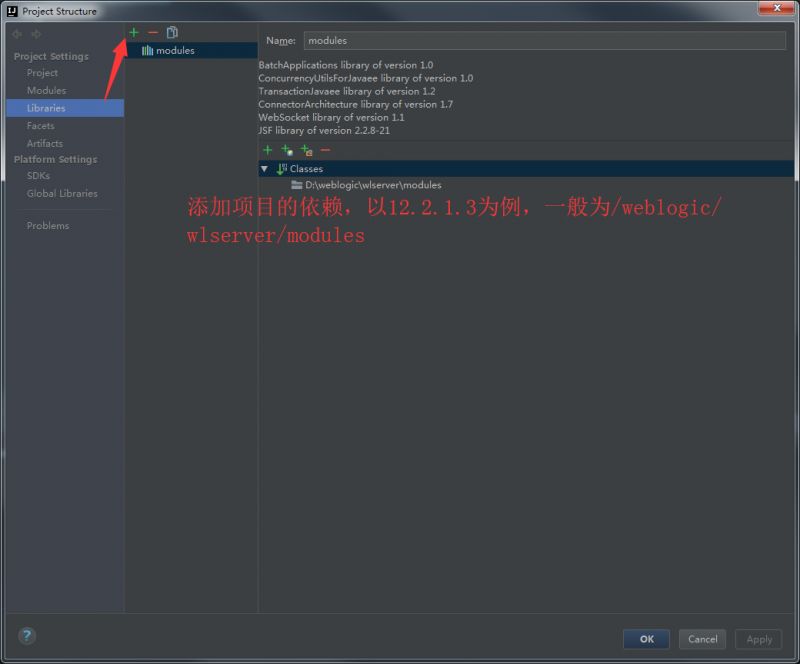 Project Structure
Project Settings
Project
Modules
Libraries
Facets
Artifacts
Platform Settings
SDKs
Global Libraries
Problems
modules
Name: modules
BatchApplications library of version 1.0
ConcurrencyUtilsForJavaee library of version 1.0
TransactionJavaee library of version 1.2
ConnectorArchitecture library of version 1.7
WebSocket library of version 1.1
JSF library of version 2.2.8-21
Classes
D:\weblogic\wlserver\modules
添加项目的依赖，以12.2.1.3为例，一般为/weblogic/
wlserver/modules
?
OK Cancel Apply